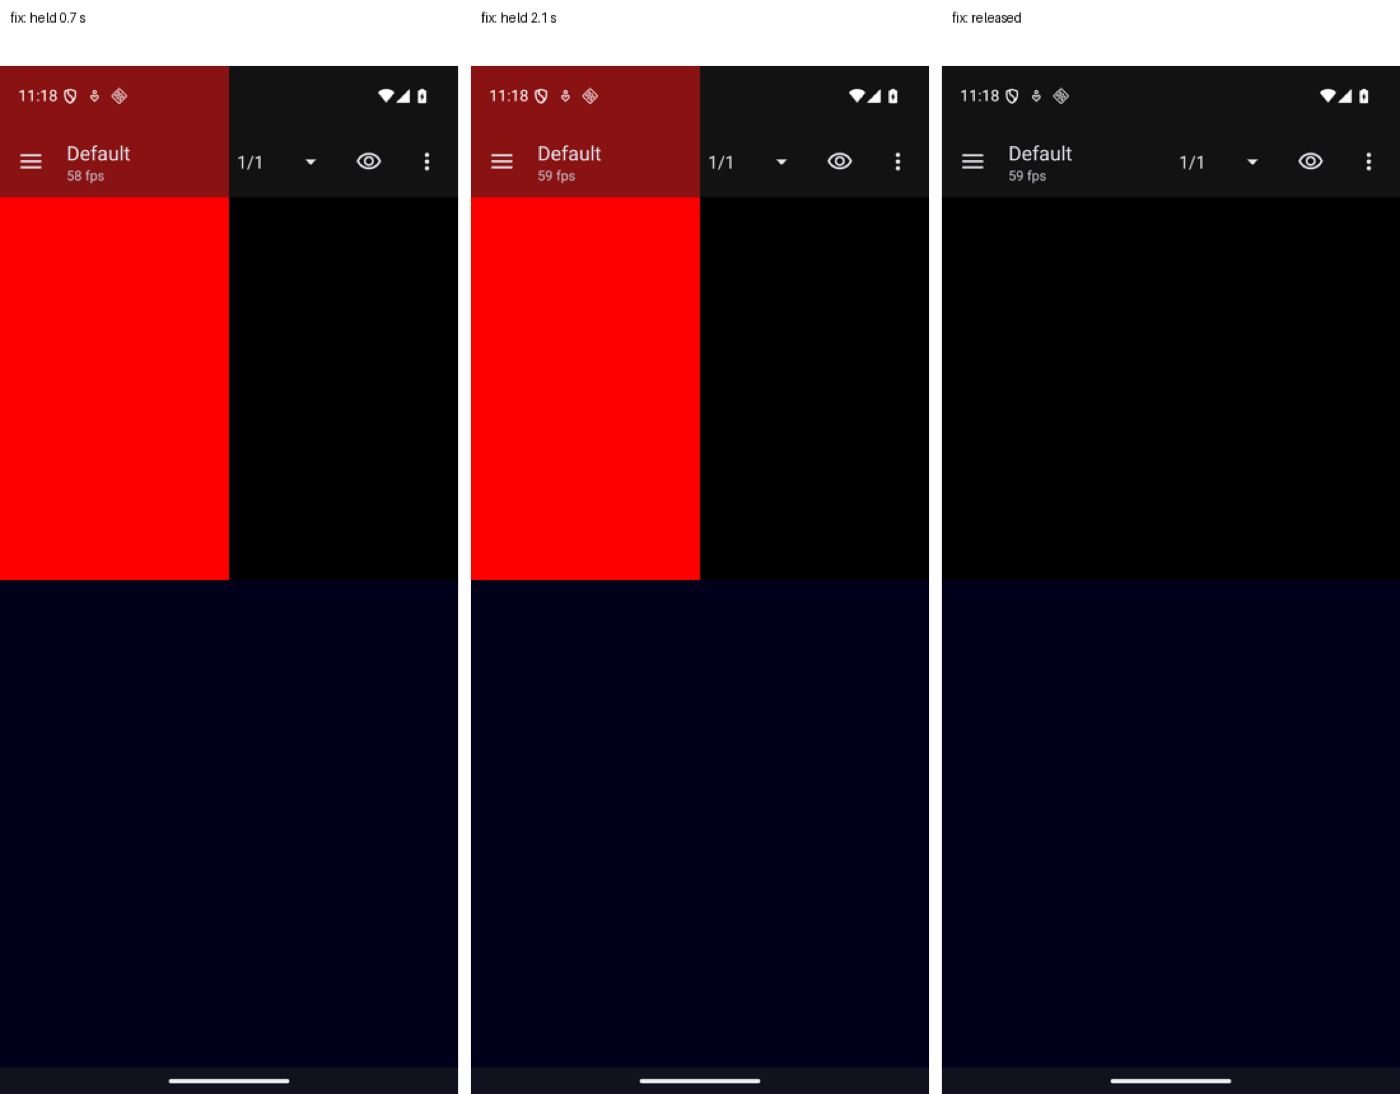 fix: held 0.7 s
fix: held 2.1 s
fix: released
11:18
Default
58 fps
1/1
11:18
Default
59 fps
1/1
11:18
Default
59 fps
1/1